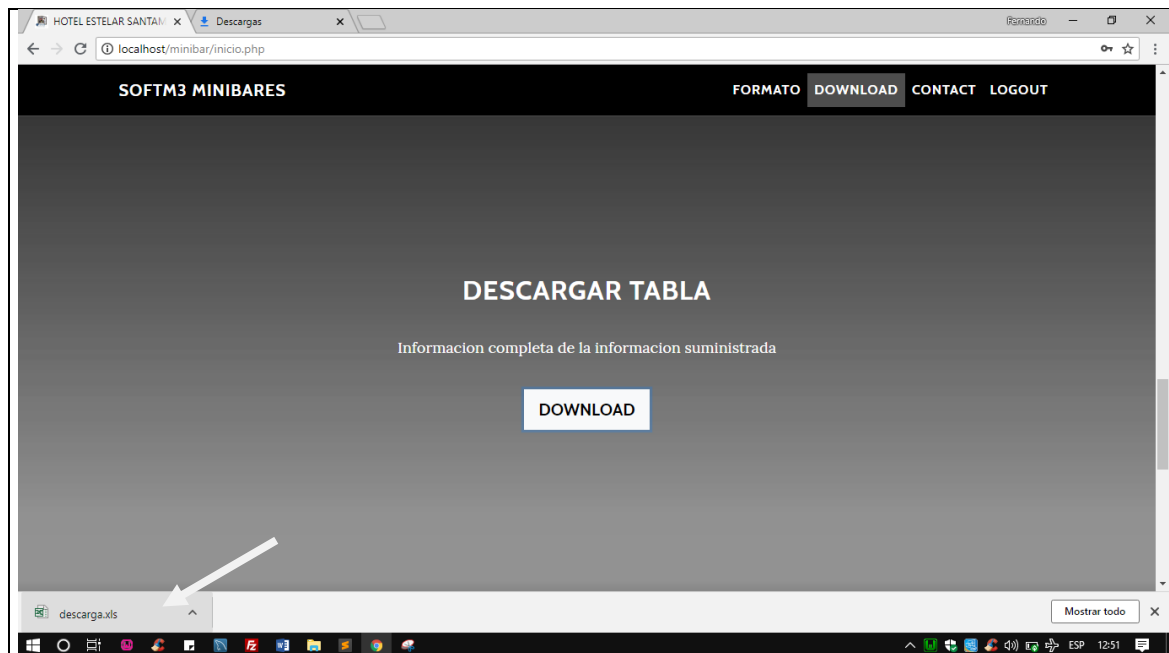 HOTEL ESTELAR SANTAM
Descargas
Fernando
localhost/minibar/inicio.php
SOFTM3 MINIBARES
FORMATO DOWNLOAD CONTACT LOGOUT
DESCARGAR TABLA
Informacion completa de la informacion suministrada
DOWNLOAD
descarga.xls
Mostrar todo
ESP 12:51